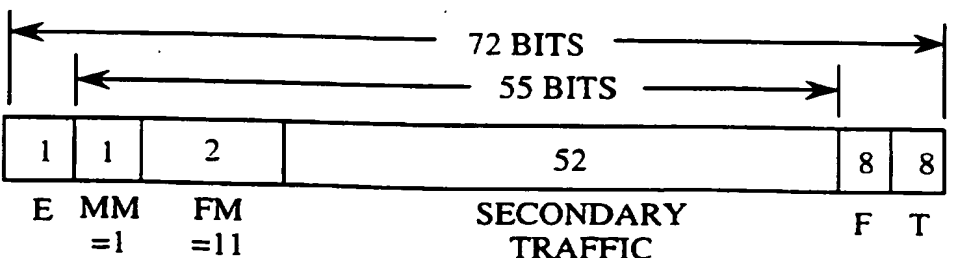 72 BITS
55 BITS
1 1 2 52 8 8
E MM FM SECONDARY F T
=1 =11 TRAFFIC